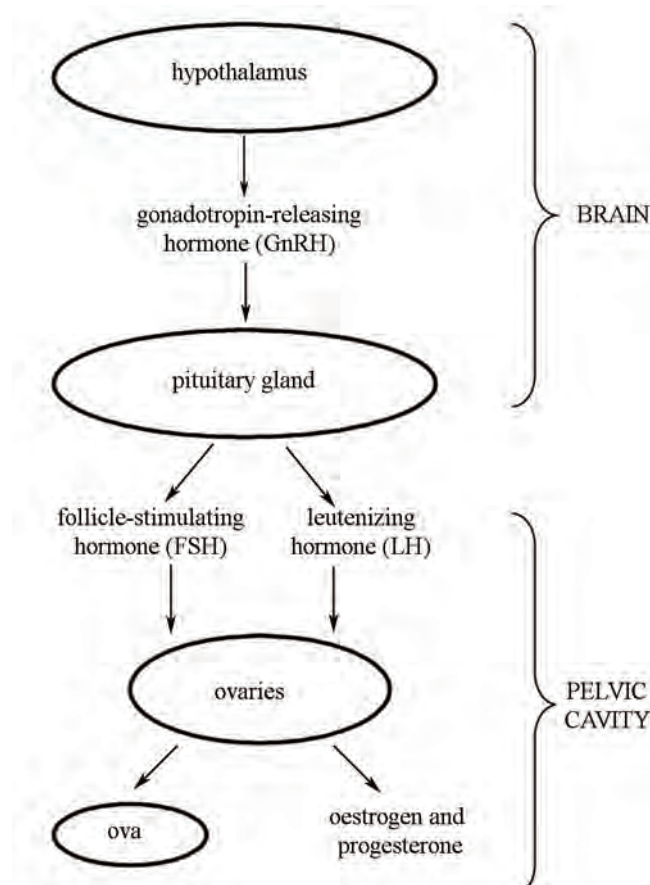 hypothalamus
gonadotropin-releasing
hormone (GnRH)
BRAIN
pituitary gland
follicle-stimulating
hormone (FSH)
leutenizing
hormone (LH)
ovaries
PELVIC
CAVITY
ova
oestrogen and
progesterone